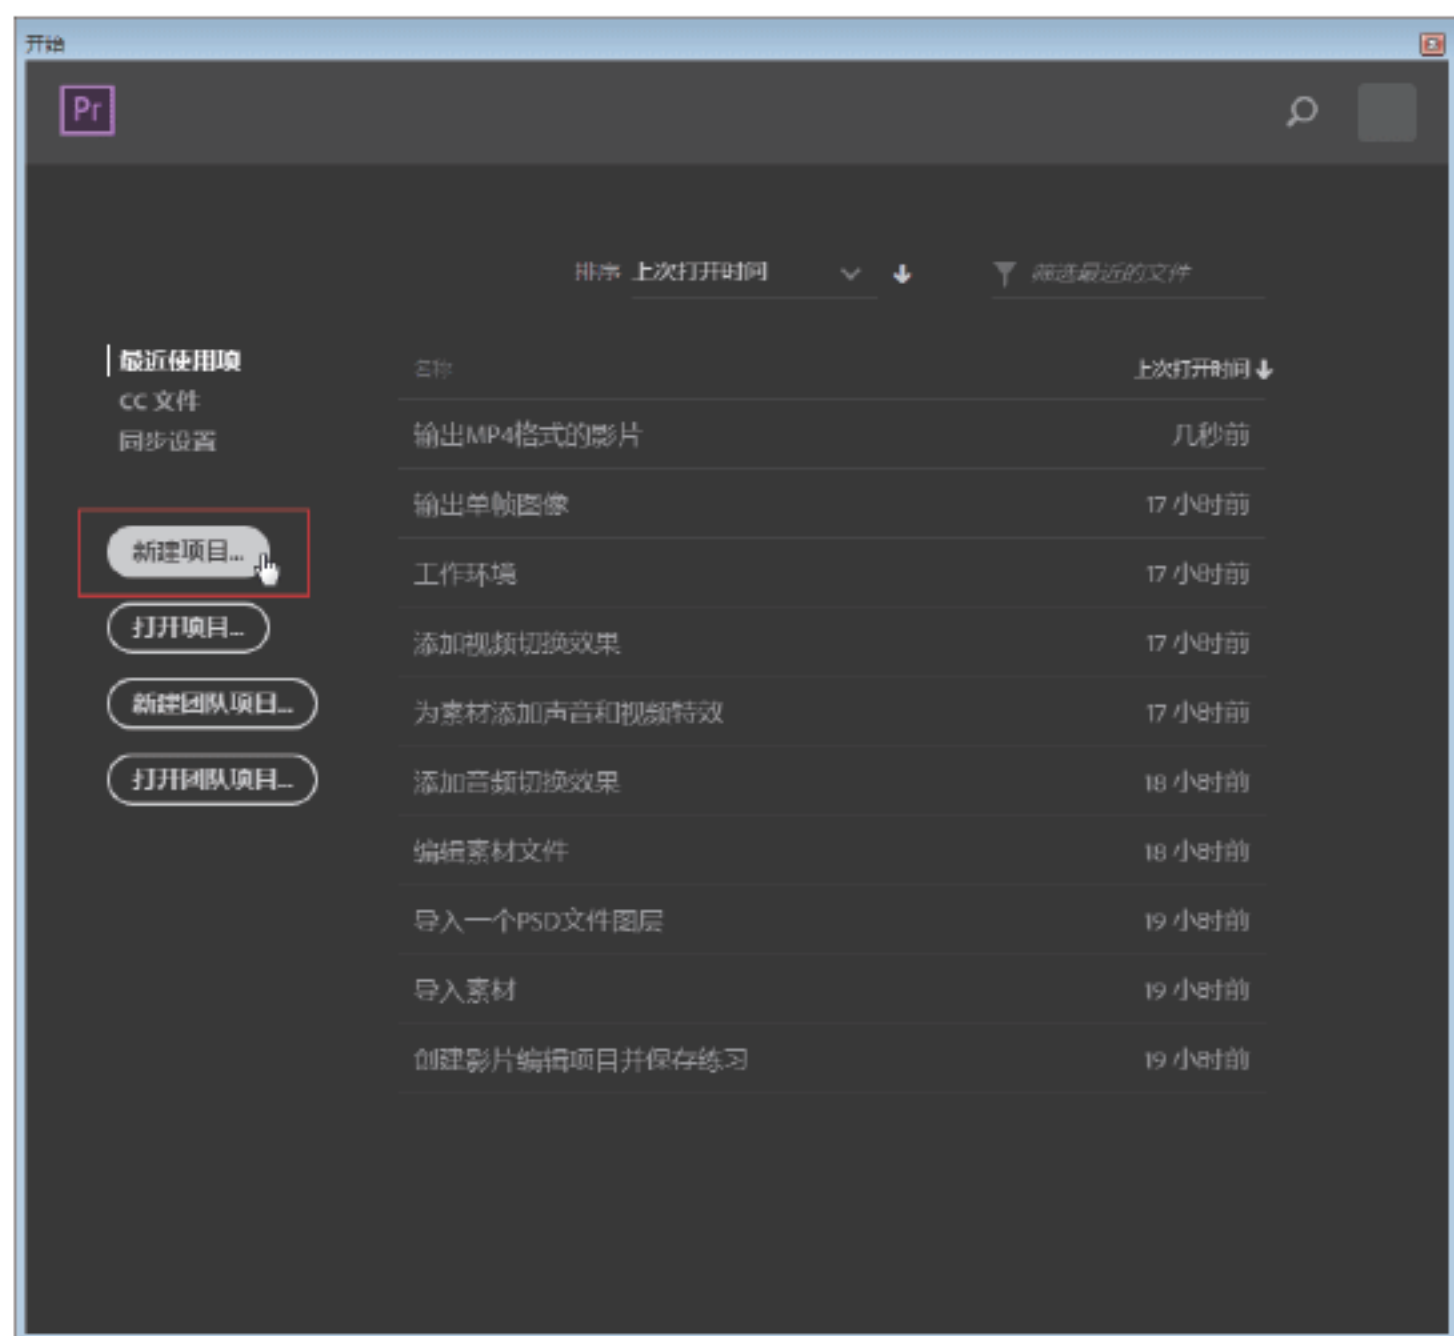 开始
Pr
排序 上次打开时间
筛选最近的文件
最近使用项
CC 文件
同步设置
新建项目...
打开项目...
新建团队项目...
打开团队项目...
名称 上次打开时间
输出MP4格式的影片 几秒前
输出单帧图像 17 小时前
工作环境 17 小时前
添加视频切换效果 17 小时前
为素材添加声音和视频特效 17 小时前
添加音频切换效果 18 小时前
编辑素材文件 18 小时前
导入一个PSD文件图层 19 小时前
导入素材 19 小时前
创建影片编辑项目并保存练习 19 小时前